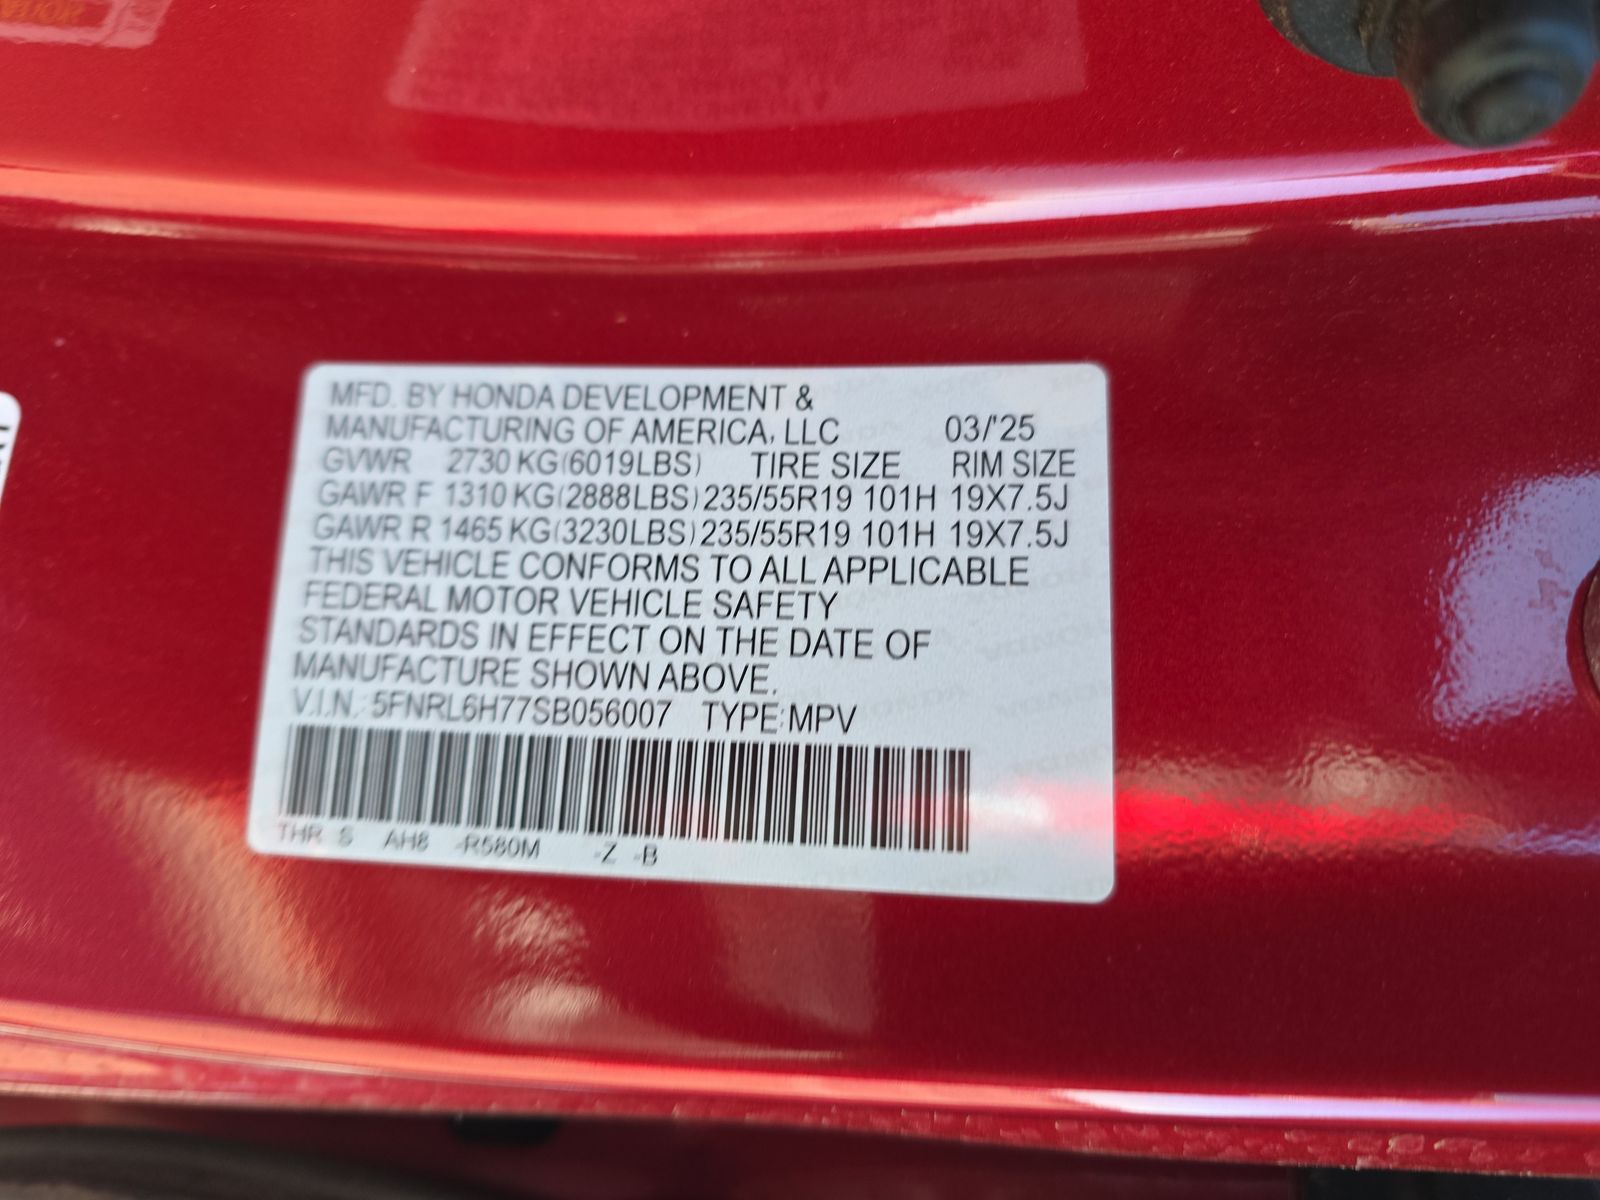 MFD. BY HONDA DEVELOPMENT &
MANUFACTURING OF AMERICA, LLC 03/'25
GVWR 2730 KG(6019LBS) TIRE SIZE RIM SIZE
GAWR F 1310 KG(2888LBS) 235/55R19 101H 19X7.5J
GAWR R 1465 KG(3230LBS) 235/55R19 101H 19X7.5J
THIS VEHICLE CONFORMS TO ALL APPLICABLE
FEDERAL MOTOR VEHICLE SAFETY
STANDARDS IN EFFECT ON THE DATE OF
MANUFACTURE SHOWN ABOVE.
V.I.N.: 5FNRL6H77SB056007 TYPE:MPV
THR S AH8 -R580M -Z -B